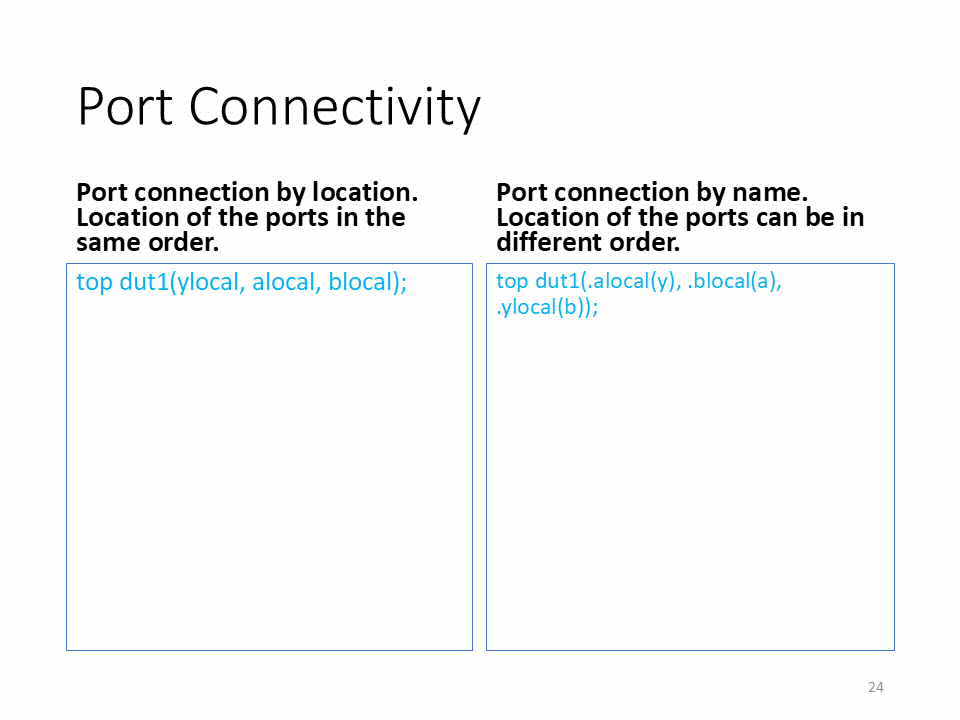 Port Connectivity
Port connection by location.
Location of the ports in the
same order.
top dut1(ylocal, alocal, blocal);
Port connection by name.
Location of the ports can be in
different order.
top dut1(.alocal(y), .blocal(a),
.ylocal(b));
24